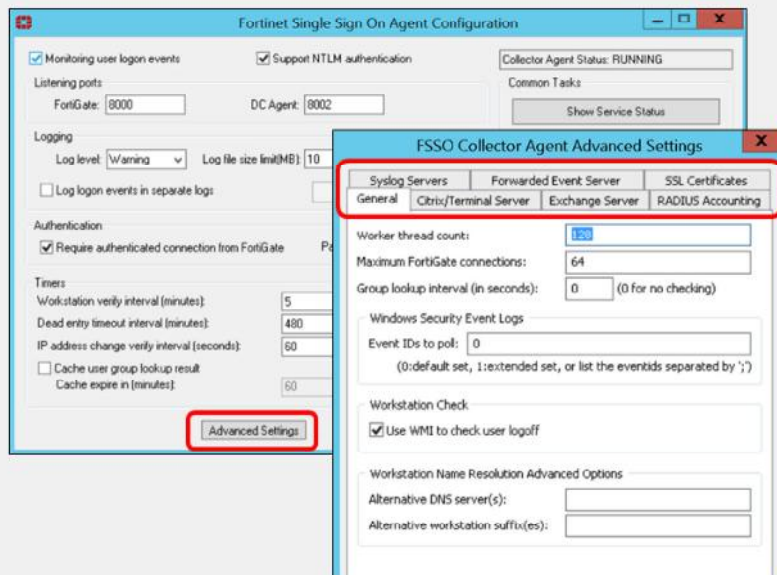 Fortinet Single Sign On Agent Configuration
Monitoring user logon events
Support NTLM authentication
Collector Agent Status: RUNNING
Listening ports
FortiGate: 8000
DC Agent: 8002
Common Tasks
Show Service Status
Logging
Log level: Warning
Log file size limit(MB): 10
Log logon events in separate logs
Authentication
Require authenticated connection from FortiGate
Pa
Timers
Workstation verify interval (minutes): 5
Dead entry timeout interval (minutes): 480
IP address change verify interval (seconds): 60
Cache user group lookup result
Cache expire in (minutes): 60
Advanced Settings
FSSO Collector Agent Advanced Settings
Syslog Servers Forwarded Event Server SSL Certificates
General Citrix/Terminal Server Exchange Server RADIUS Accounting
Worker thread count: 128
Maximum FortiGate connections: 64
Group lookup interval (in seconds): 0 (0 for no checking)
Windows Security Event Logs
Event IDs to poll: 0
(0:default set, 1:extended set, or list the eventids separated by ';')
Workstation Check
Use WMI to check user logoff
Workstation Name Resolution Advanced Options
Alternative DNS server(s):
Alternative workstation suffix(es):